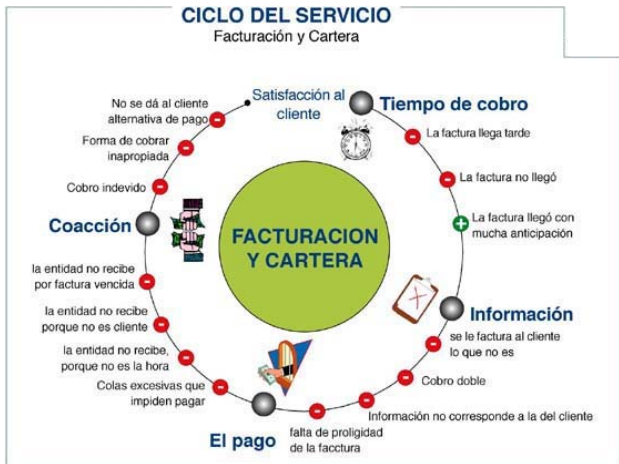 CICLO DEL SERVICIO
Facturación y Cartera
Satisfacción al
cliente
Tiempo de cobro
La factura llega tarde
La factura no llegó
La factura llegó con
mucha anticipación
Información
se le factura al cliente
lo que no es
Cobro doble
Información no corresponde a la del cliente
falta de proligidad
de la facctura
El pago
Colas excesivas que
impiden pagar
la entidad no recibe,
porque no es la hora
la entidad no recibe
porque no es cliente
la entidad no recibe
por factura vencida
Coacción
Cobro indevido
Forma de cobrar
inapropiada
No se dá al cliente
alternativa de pago
FACTURACION
Y CARTERA